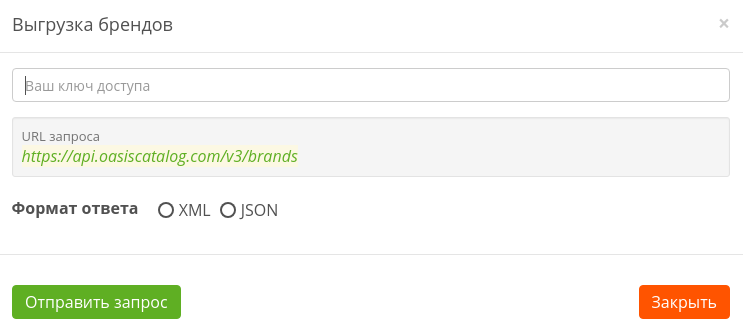 Выгрузка брендов ×
Ваш ключ доступа
URL запроса
https://api.oasiscatalog.com/v3/brands
Формат ответа XML JSON
Отправить запрос Закрыть